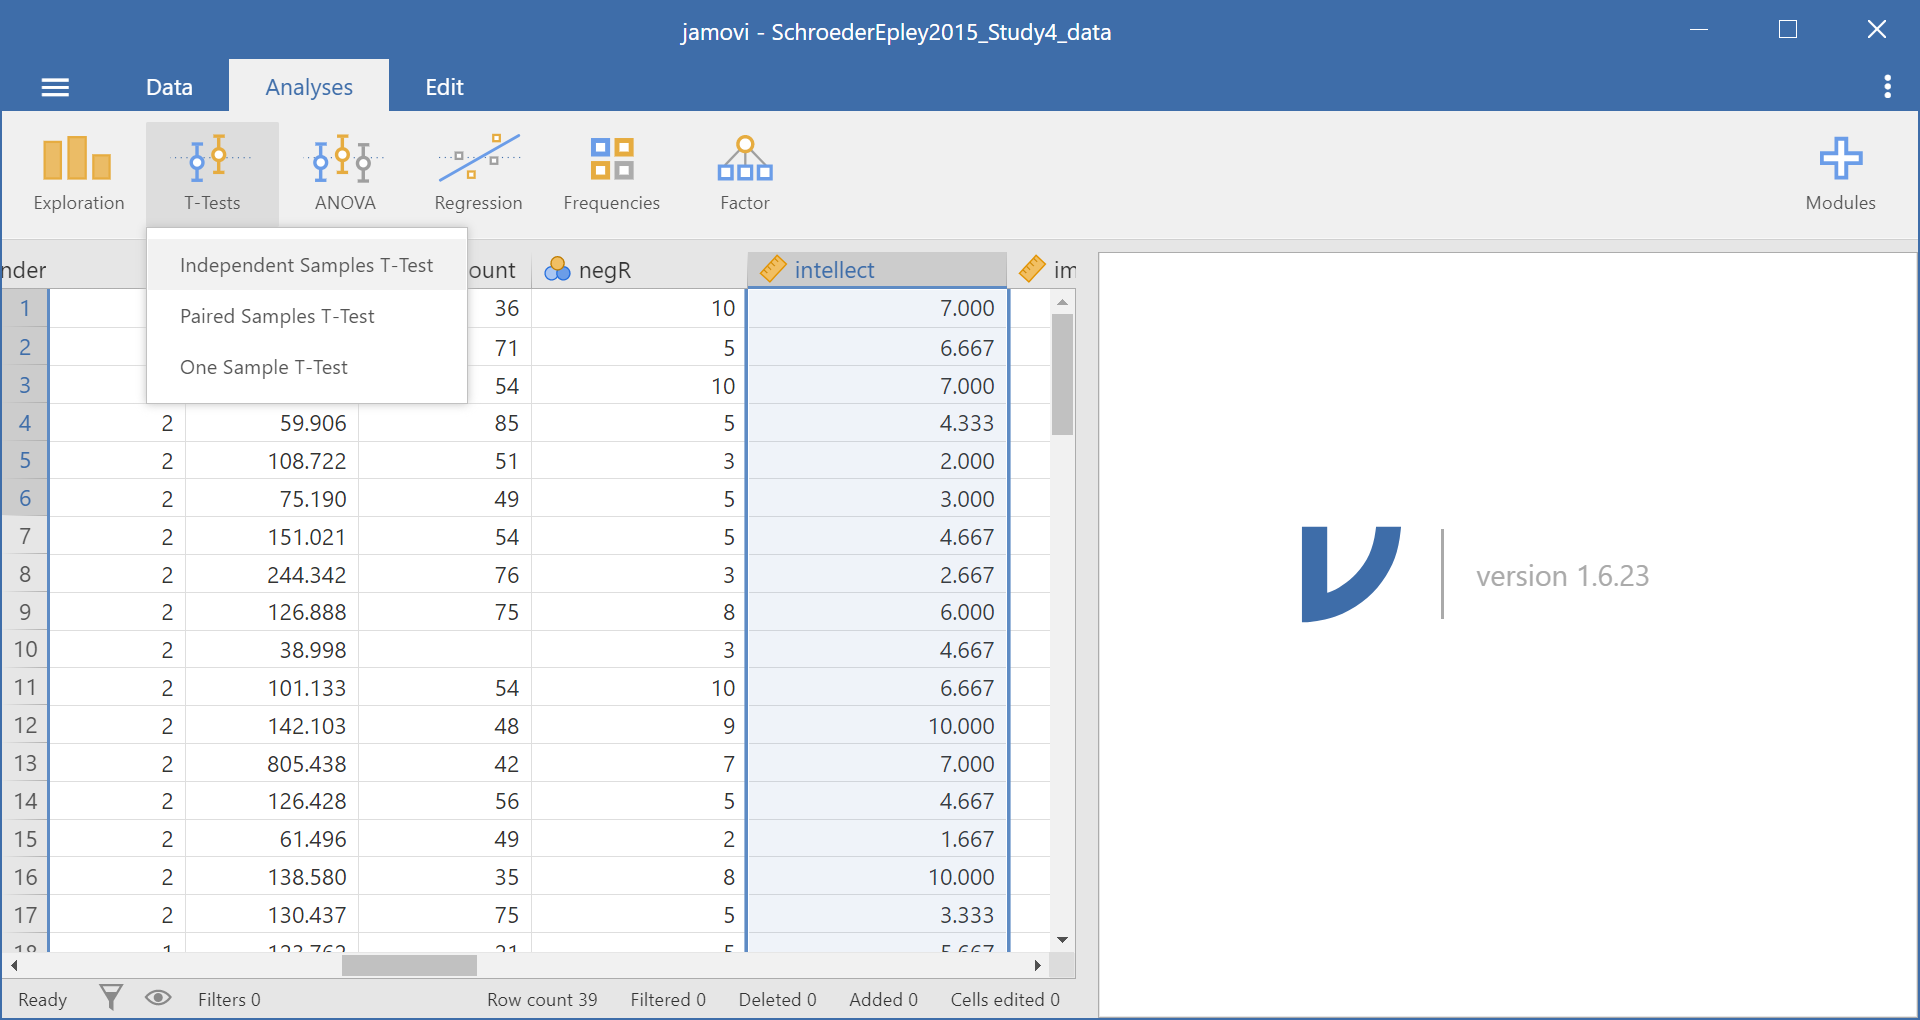 jamovi - SchroederEpley2015_Study4_data
Data Analyses Edit
Exploration T-Tests ANOVA Regression Frequencies Factor Modules
Independent Samples T-Test
Paired Samples T-Test
One Sample T-Test
nder ount negR intellect im
1 36 10 7.000
2 71 5 6.667
3 54 10 7.000
4 2 59.906 85 5 4.333
5 2 108.722 51 3 2.000
6 2 75.190 49 5 3.000
7 2 151.021 54 5 4.667
8 2 244.342 76 3 2.667
9 2 126.888 75 8 6.000
10 2 38.998 3 4.667
11 2 101.133 54 10 6.667
12 2 142.103 48 9 10.000
13 2 805.438 42 7 7.000
14 2 126.428 56 5 4.667
15 2 61.496 49 2 1.667
16 2 138.580 35 8 10.000
17 2 130.437 75 5 3.333
18 1 123.762 21 5 5.667
version 1.6.23
Ready Filters 0 Row count 39 Filtered 0 Deleted 0 Added 0 Cells edited 0